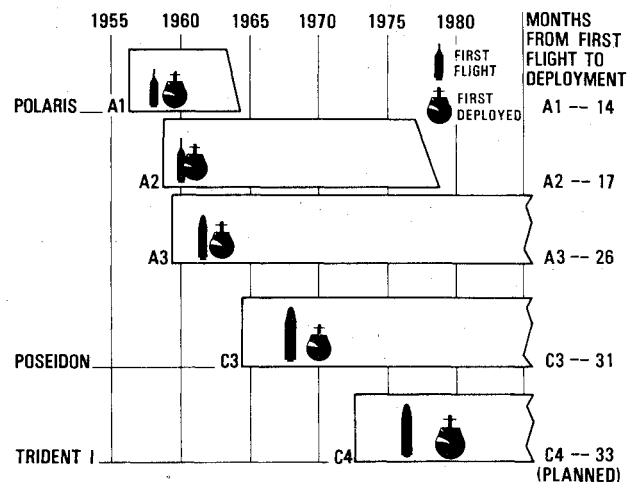 1955 1960 1965 1970 1975 1980
MONTHS
FROM FIRST
FLIGHT TO
DEPLOYMENT
FIRST
FLIGHT
FIRST
DEPLOYED
POLARIS A1 A1 -- 14
A2 A2 -- 17
A3 A3 -- 26
POSEIDON C3 C3 -- 31
TRIDENT I C4 C4 -- 33
(PLANNED)